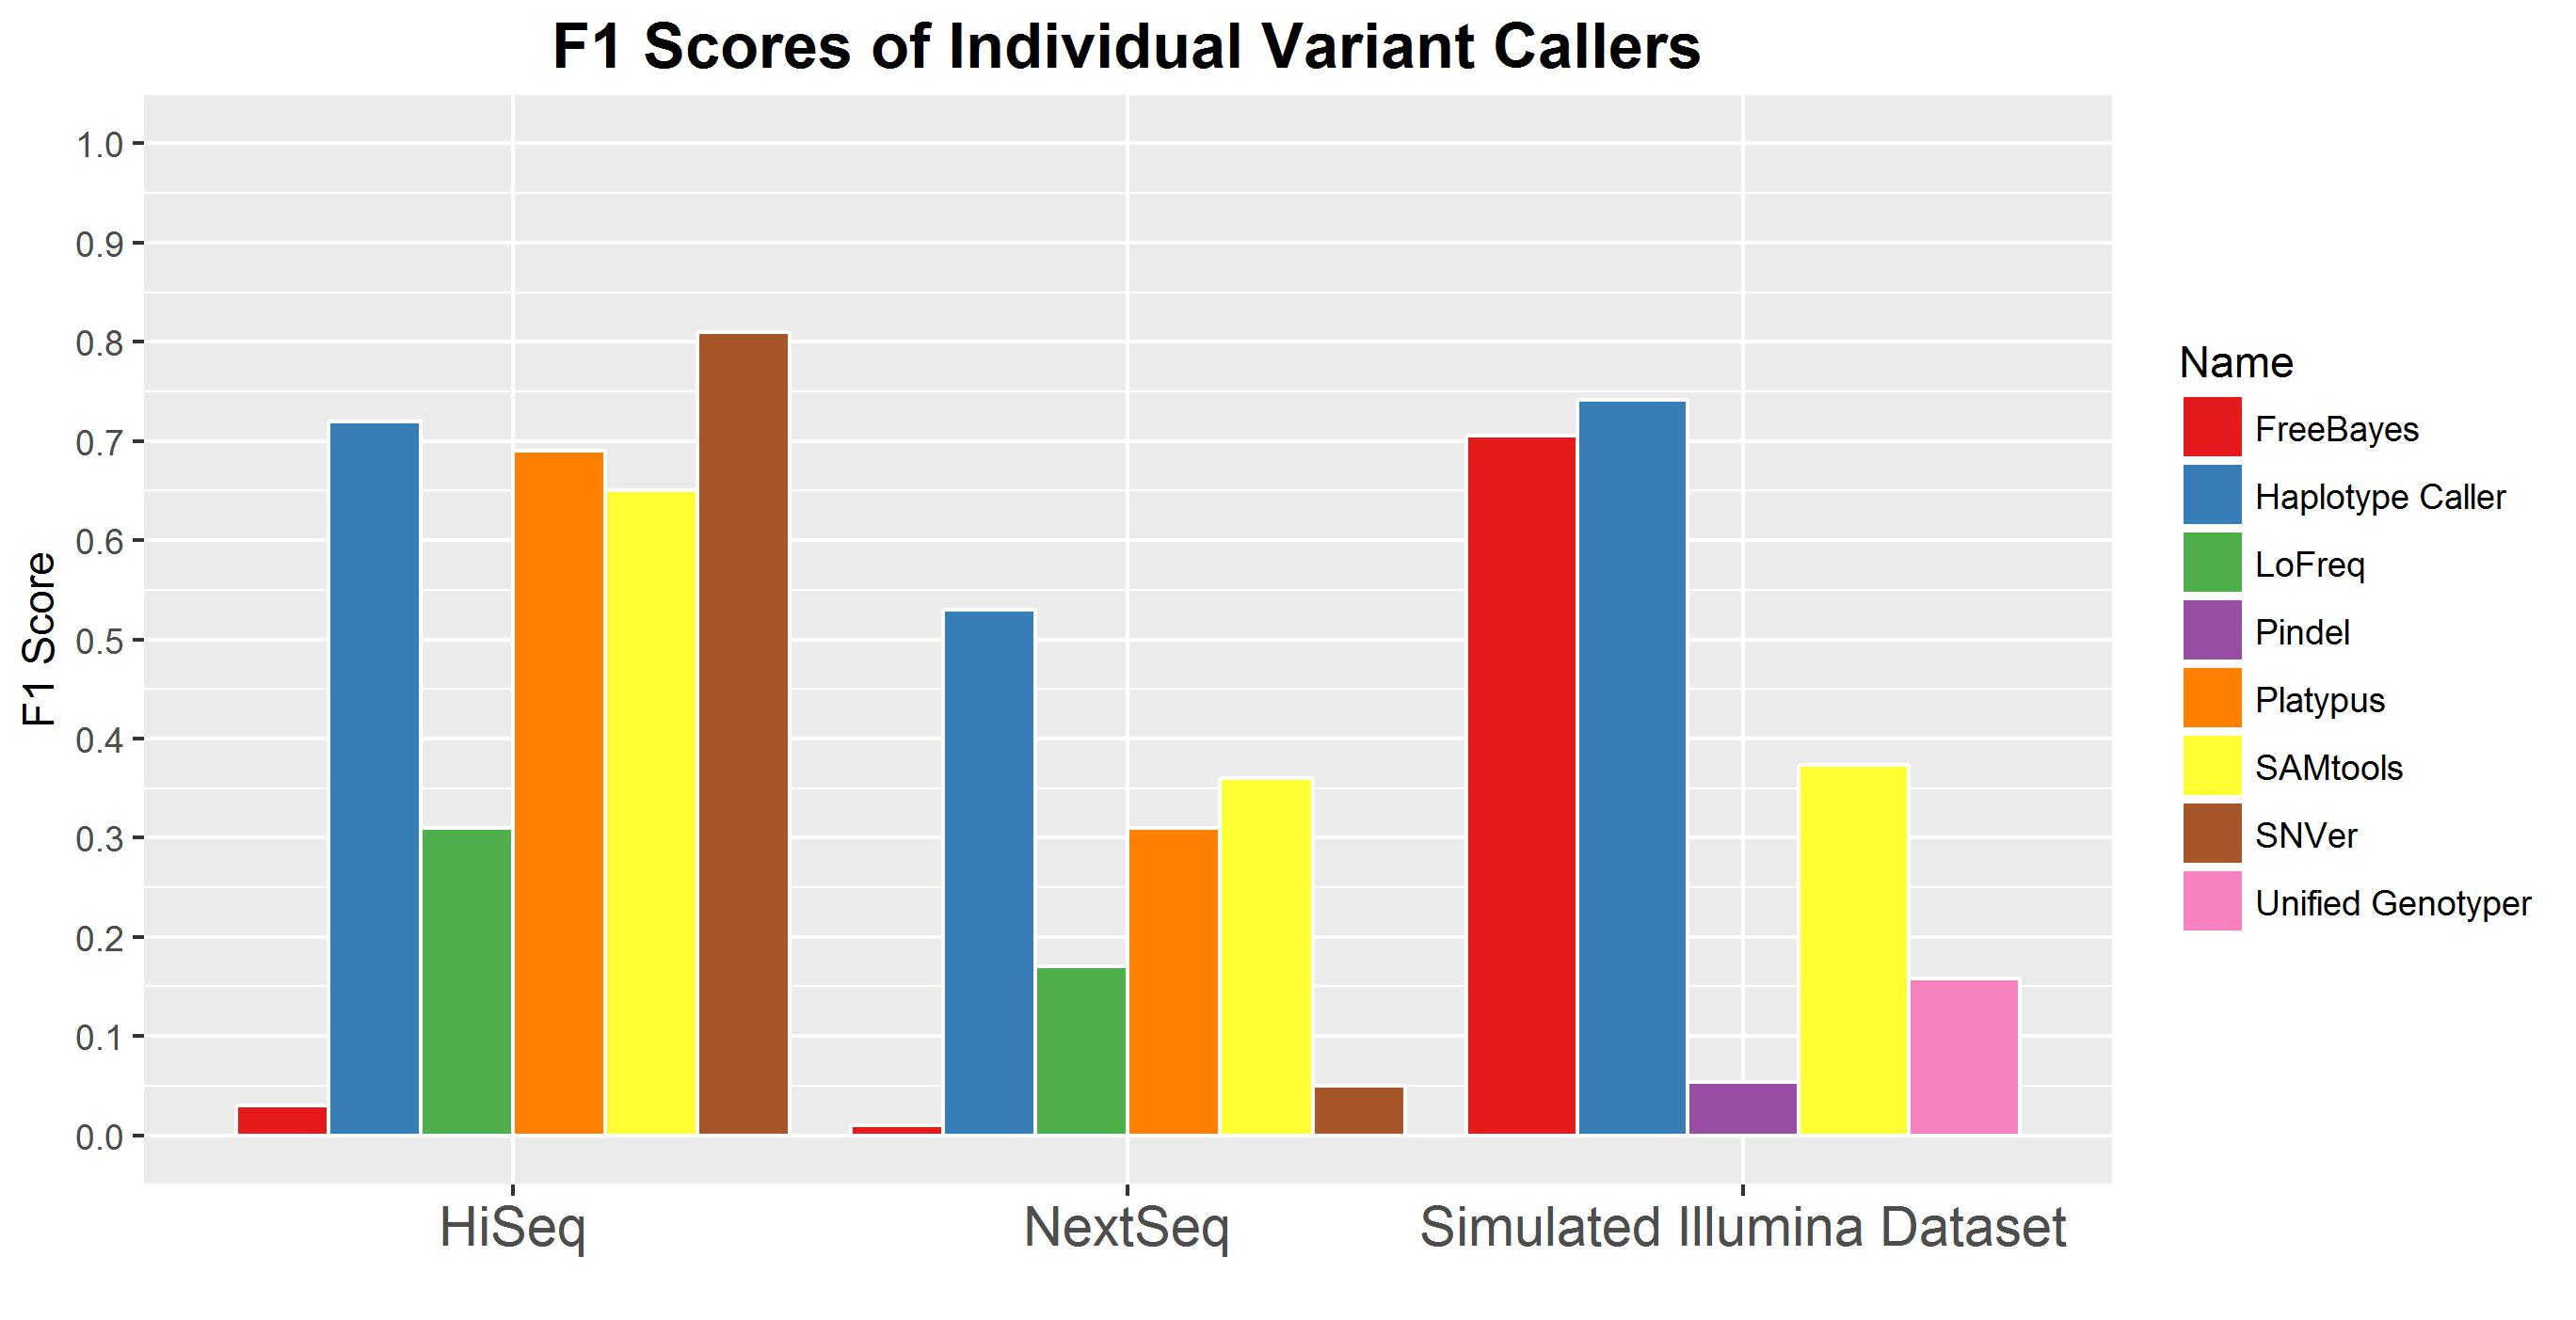 F1 Scores of Individual Variant Callers
F1 Score
1.0
0.9
0.8
0.7
0.6
0.5
0.4
0.3
0.2
0.1
0.0
HiSeq
NextSeq
Simulated Illumina Dataset
Name
FreeBayes
Haplotype Caller
LoFreq
Pindel
Platypus
SAMtools
SNVer
Unified Genotyper